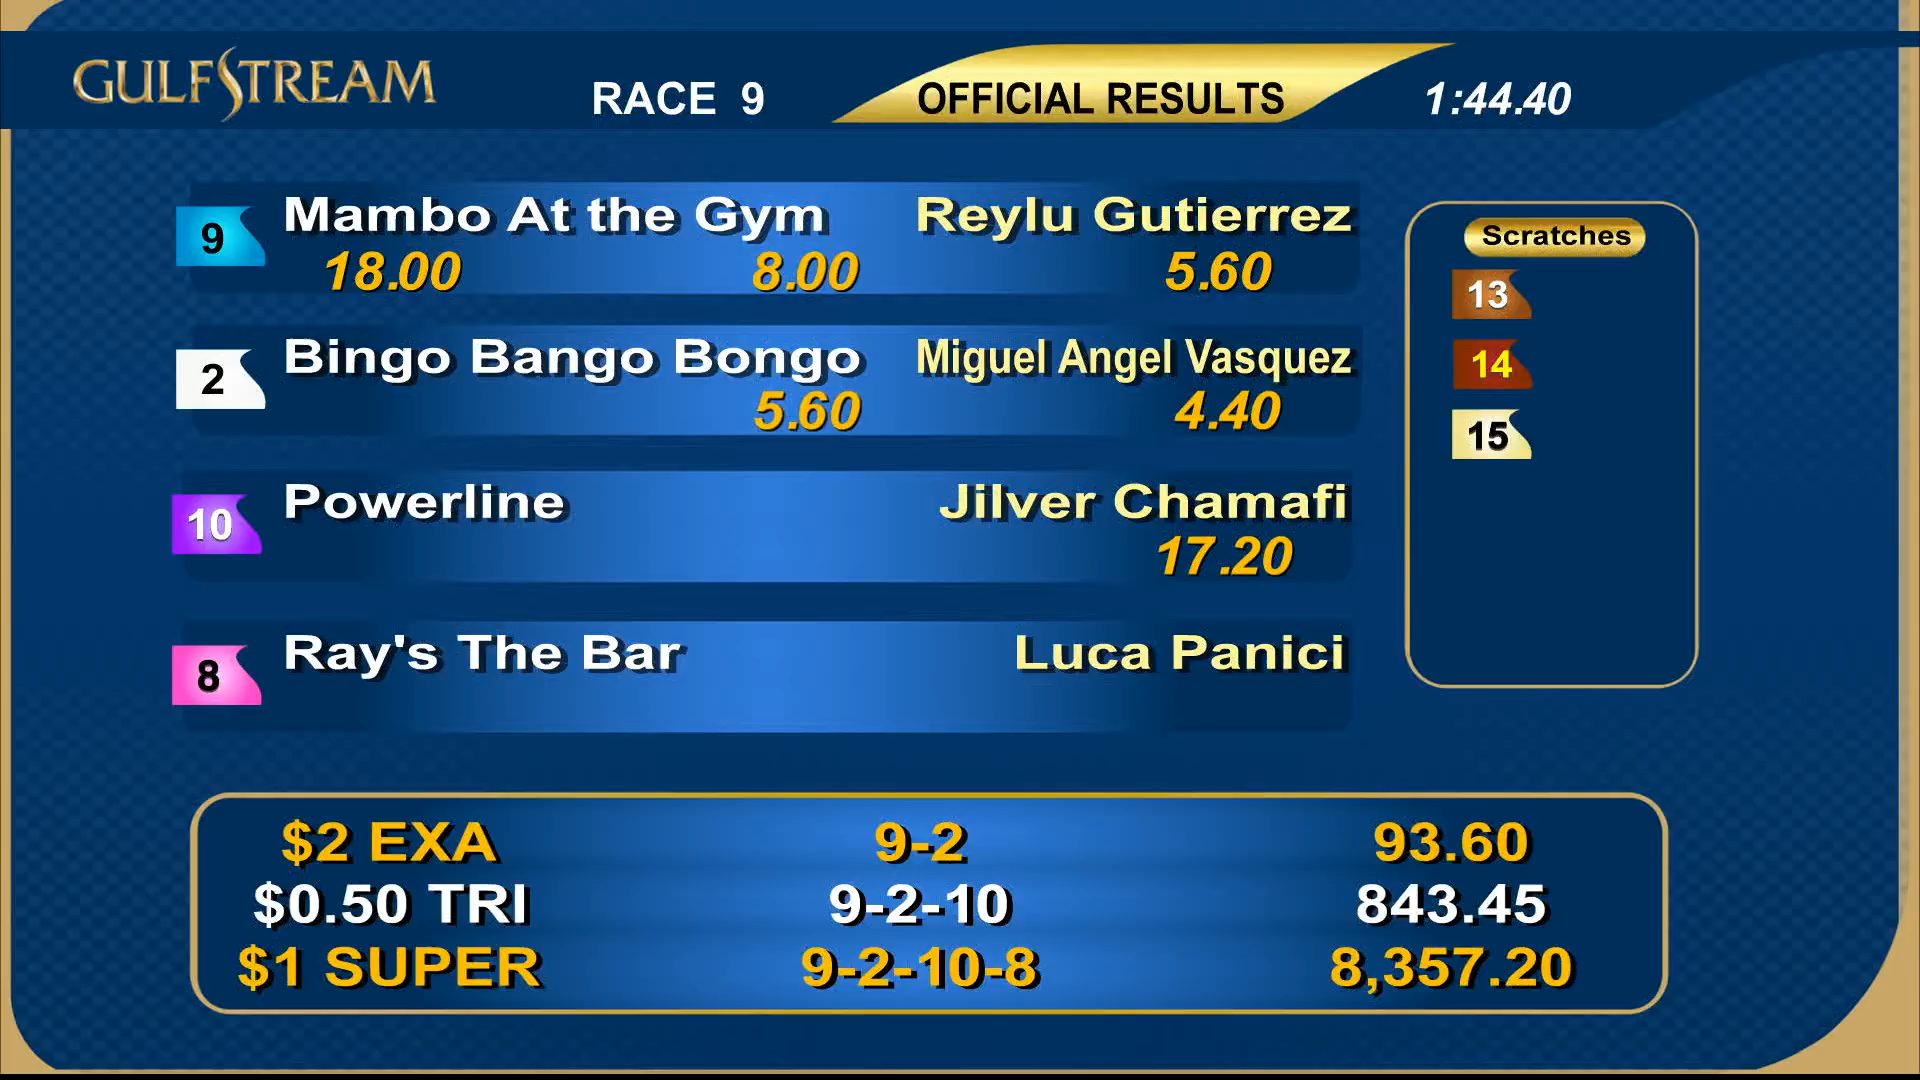 GULFSTREAM RACE 9 OFFICIAL RESULTS 1:44.40
9 Mambo At the Gym Reylu Gutierrez
18.00 8.00 5.60
2 Bingo Bango Bongo Miguel Angel Vasquez
5.60 4.40
10 Powerline Jilver Chamafi
17.20
8 Ray's The Bar Luca Panici
Scratches
13
14
15
$2 EXA 9-2 93.60
$0.50 TRI 9-2-10 843.45
$1 SUPER 9-2-10-8 8,357.20